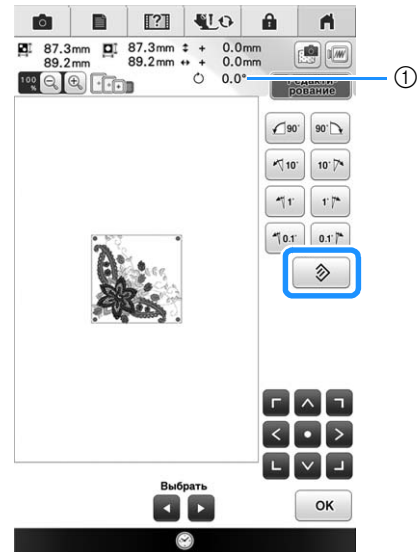 87.3mm 87.3mm + 0.0mm
89.2mm 89.2mm + 0.0mm
100 % 0.0° ①
Редакти
рование
90° 90°
10° 10°
1° 1°
0.1° 0.1°
Выбрать
OK